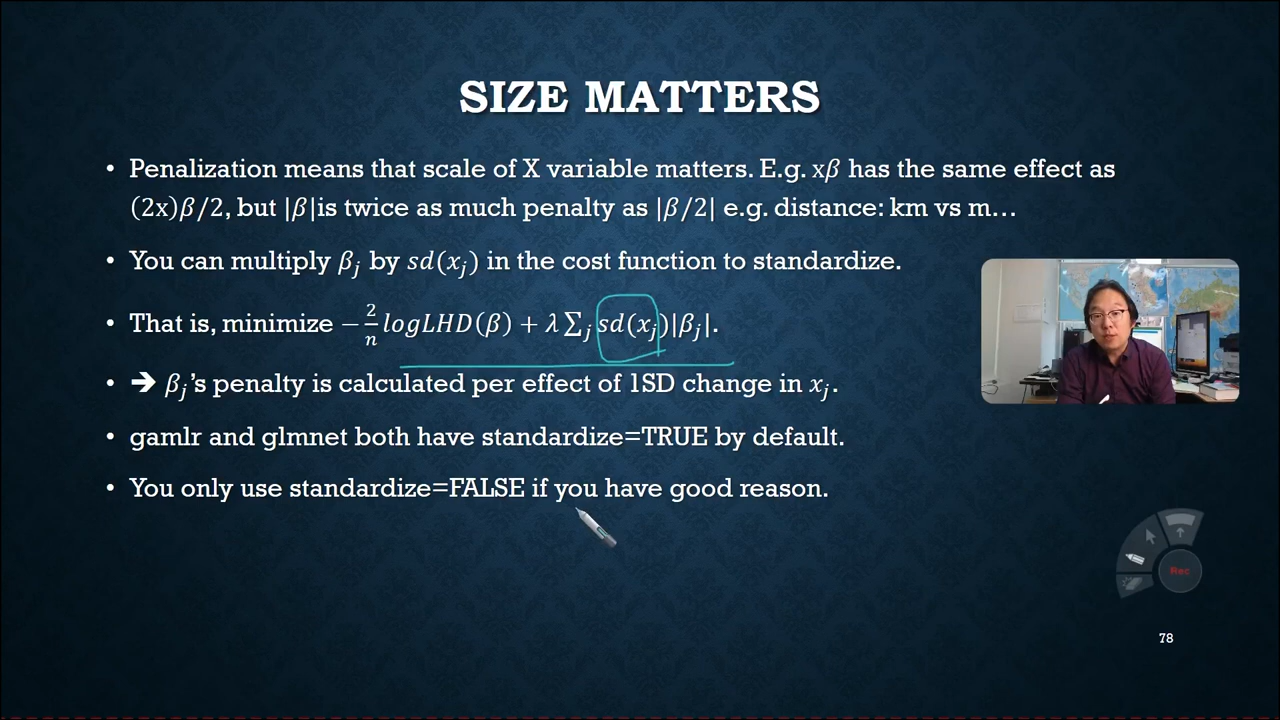 SIZE MATTERS
• Penalization means that scale of X variable matters. E.g. x𝛽 has the same effect as
(2x)𝛽/2, but |𝛽|is twice as much penalty as |𝛽/2| e.g. distance: km vs m…
• You can multiply 𝛽ⱼ by 𝑠𝑑(𝑥ⱼ) in the cost function to standardize.
• That is, minimize −2/n 𝑙𝑜𝑔𝐿𝐻𝐷(𝛽) + 𝜆 ∑ⱼ 𝑠𝑑(𝑥ⱼ)|𝛽ⱼ|.
• ➔ 𝛽ⱼ's penalty is calculated per effect of 1SD change in 𝑥ⱼ.
• gamlr and glmnet both have standardize=TRUE by default.
• You only use standardize=FALSE if you have good reason.
Rec
78